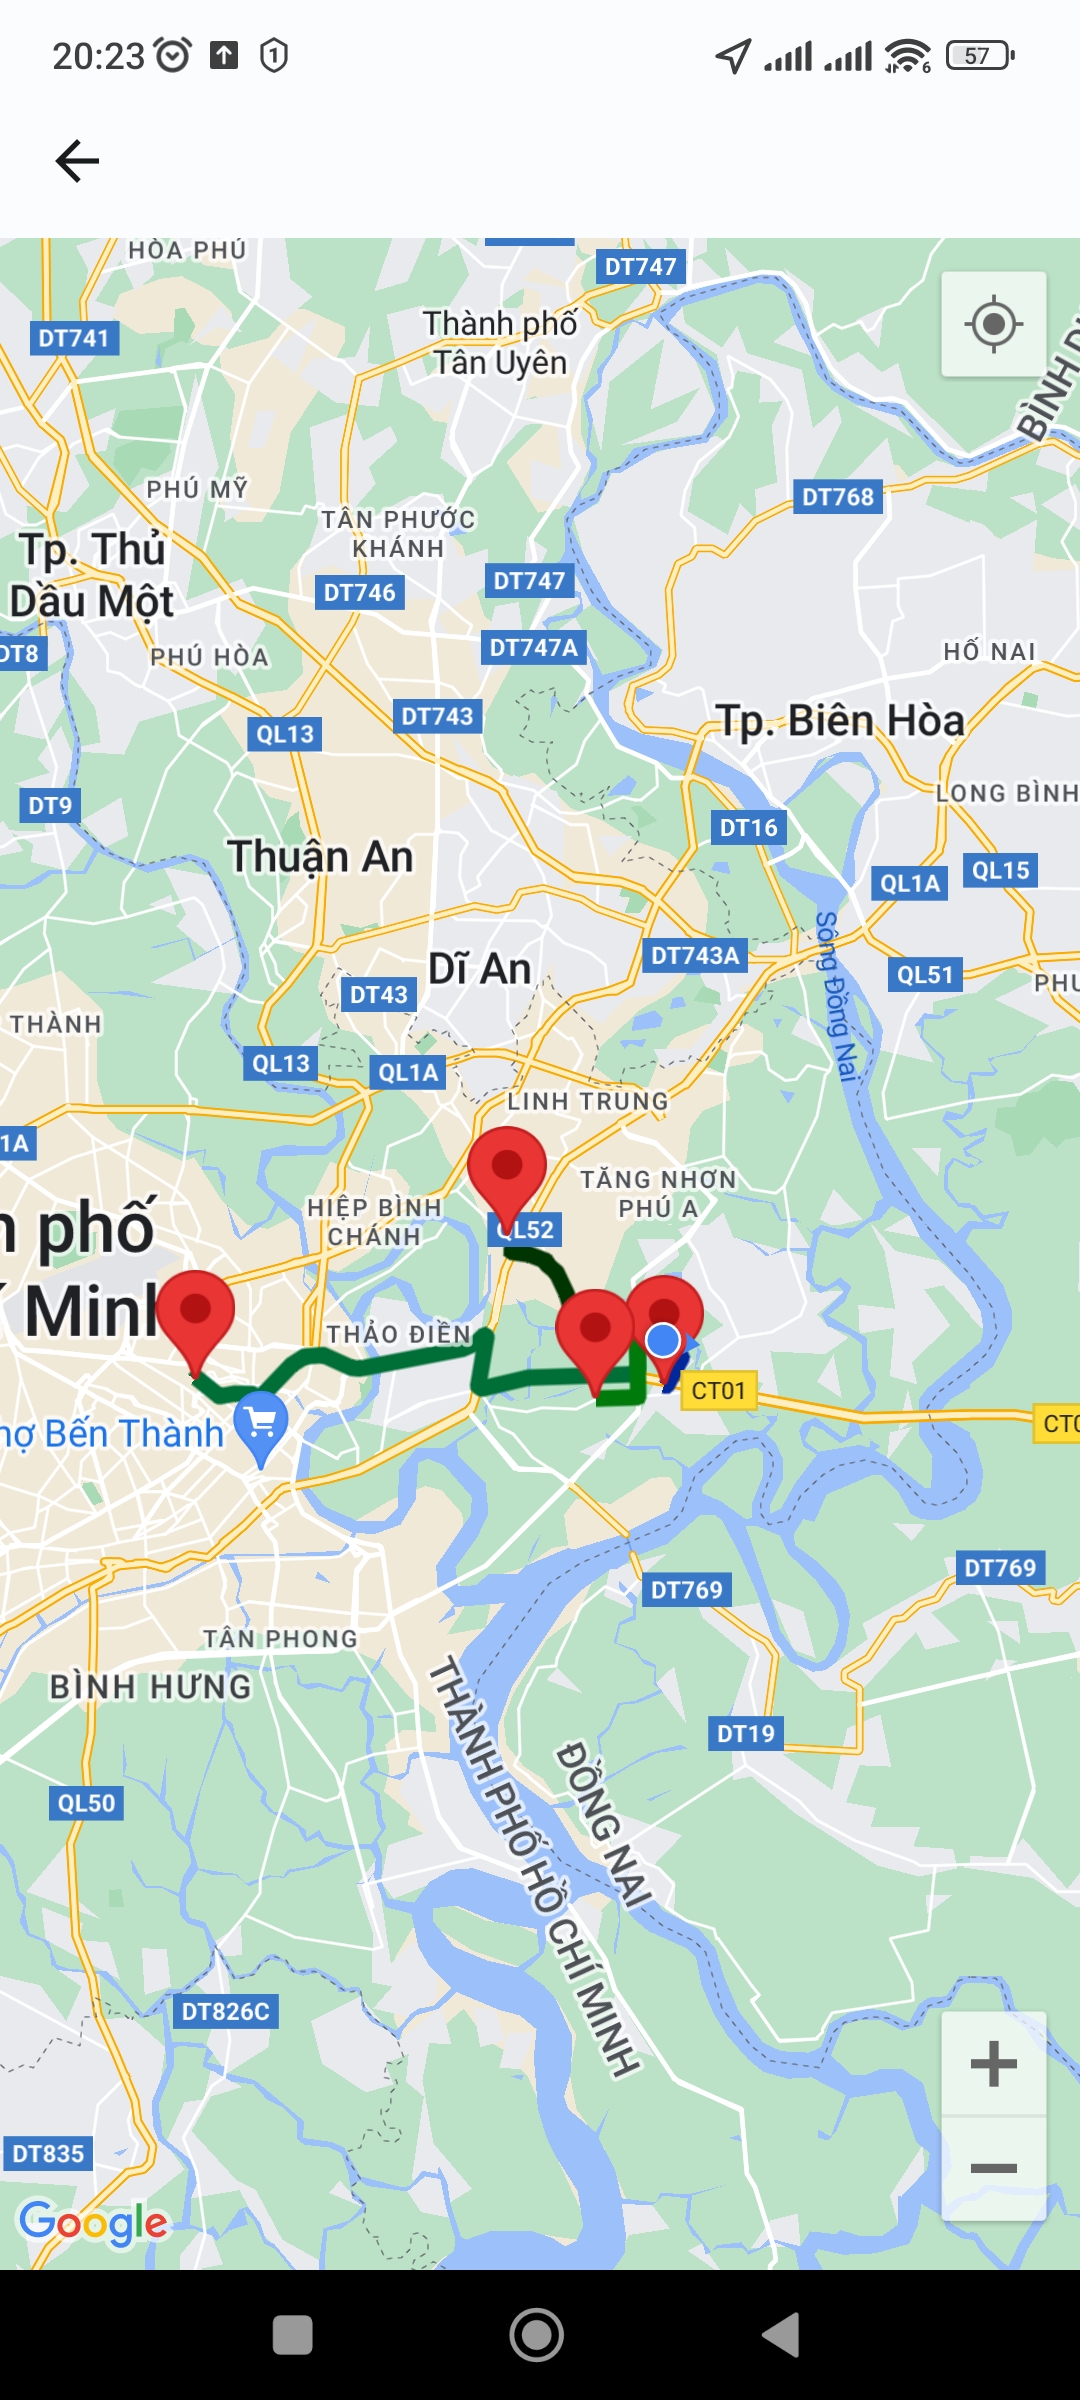 20:23
1
6
57
HÒA PHÚ
DT747
Thành phố
Tân Uyên
DT741
BÌNH D
PHÚ MỸ
DT768
TÂN PHƯỚC
KHÁNH
Tp. Thủ
Dầu Một
DT746
DT747
DT747A
DT8
PHÚ HÒA
HỐ NAI
DT743
QL13
Tp. Biên Hòa
DT9
LONG BÌNH
DT16
Thuận An
QL1A
QL15
Sông Đồng Nai
DT743A
Dĩ An
QL51
PHƯ
DT43
THÀNH
QL13
QL1A
LINH TRUNG
1A
TĂNG NHƠN
PHÚ A
HIỆP BÌNH
CHÁNH
QL52
h phố
Minh
THẢO ĐIỀN
CT01
CT0
hợ Bến Thành
DT769
DT769
TÂN PHONG
BÌNH HƯNG
THÀNH PHỐ HỒ CHÍ MINH
ĐỒNG NAI
DT19
QL50
DT826C
DT835
Google